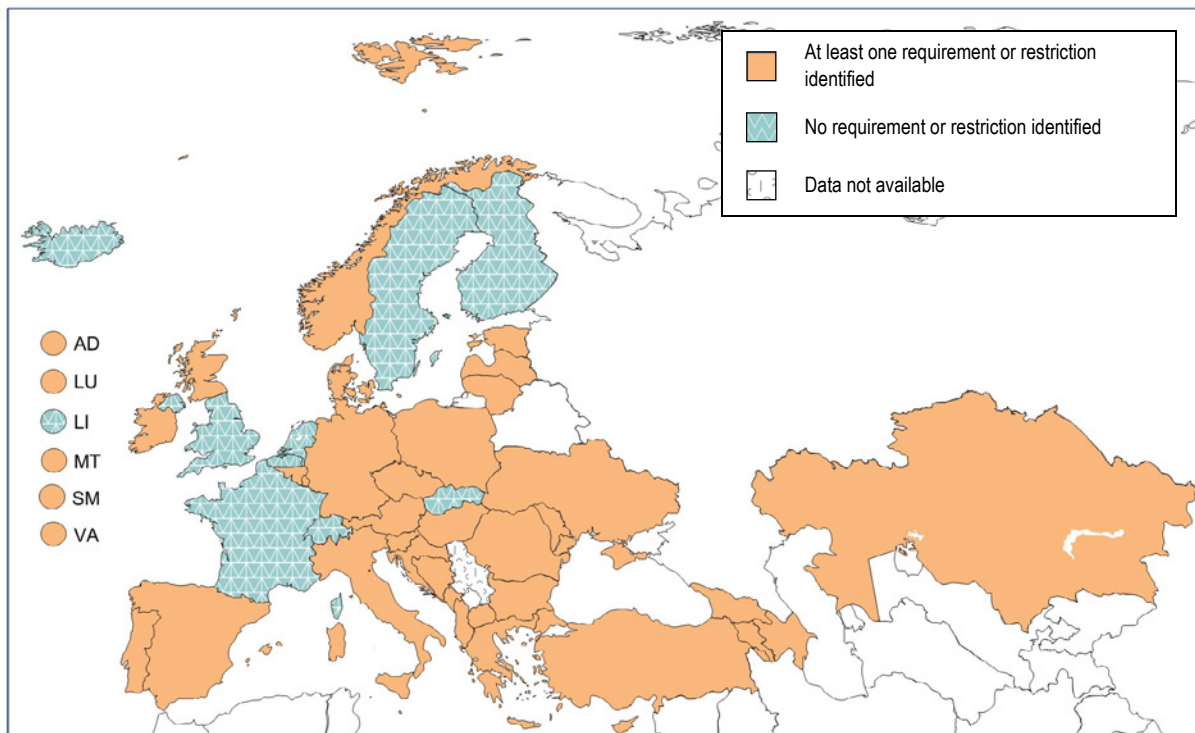 At least one requirement or restriction
identified
No requirement or restriction identified
Data not available
AD
LU
LI
MT
SM
VA